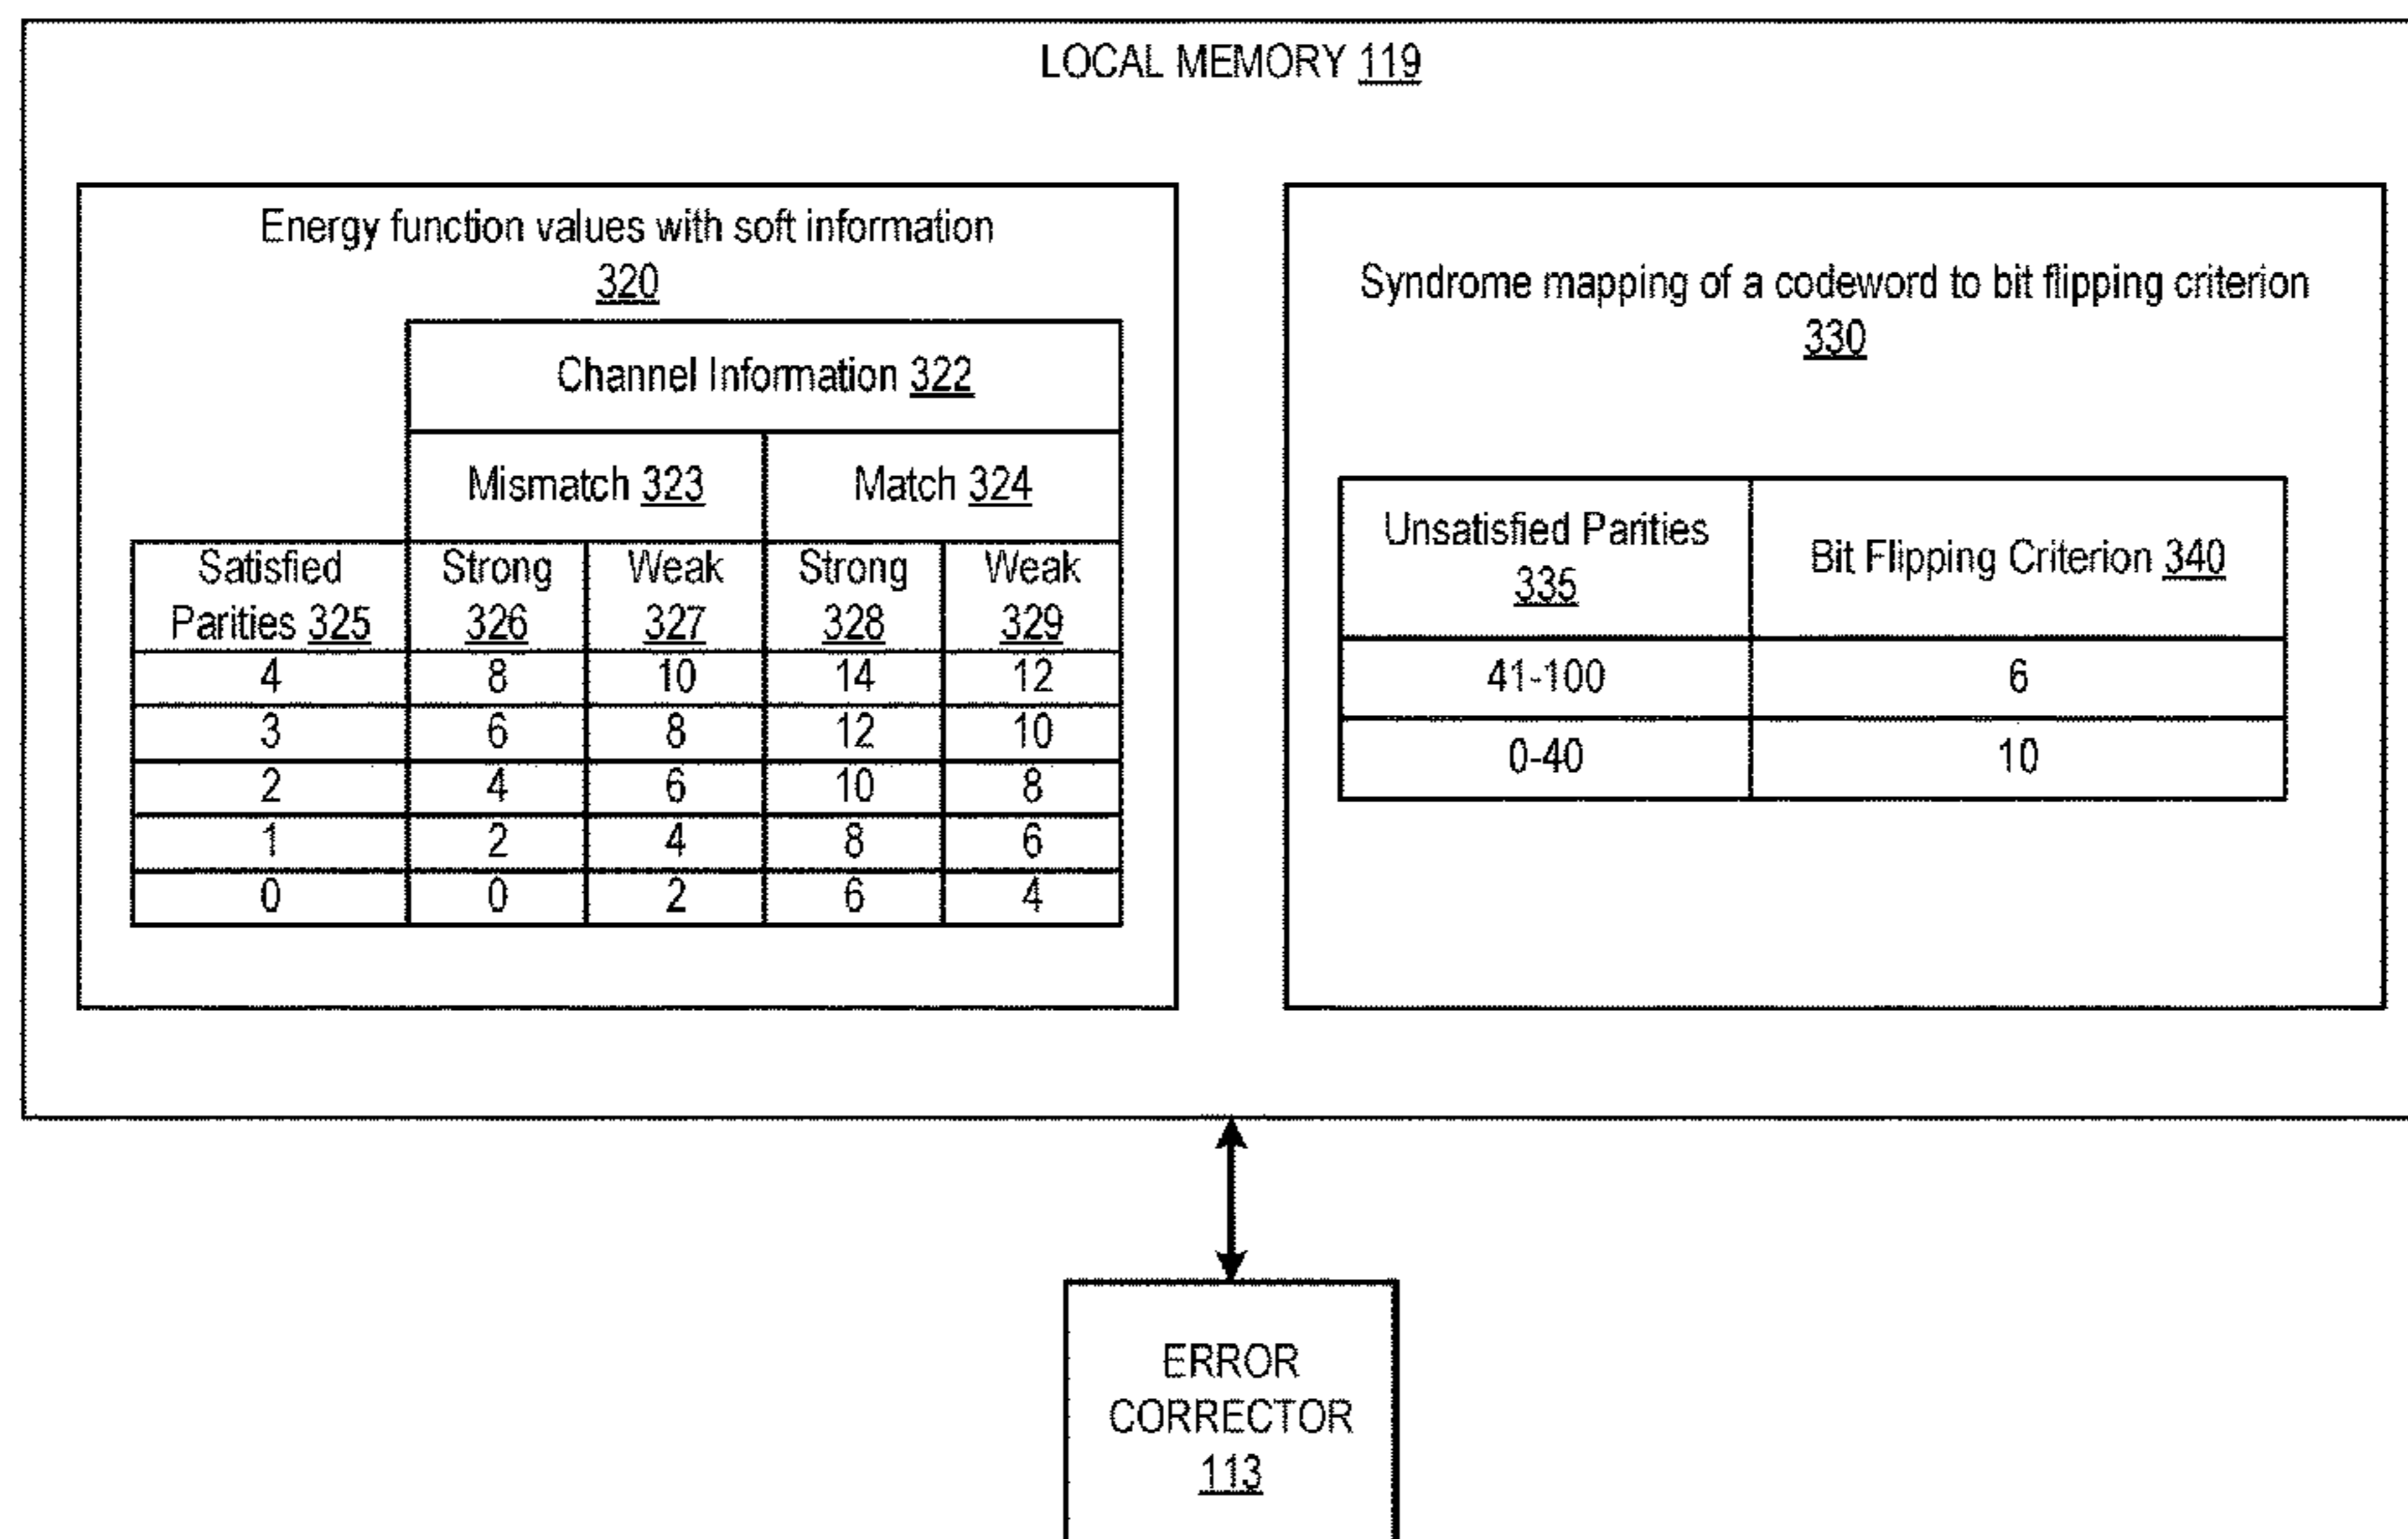 LOCAL MEMORY 119
Energy function values with soft information
320
Channel Information 322
Mismatch 323 Match 324
Satisfied Strong Weak Strong Weak
Parities 325 326 327 328 329
4 8 10 14 12
3 6 8 12 10
2 4 6 10 8
1 2 4 8 6
0 0 2 6 4
Syndrome mapping of a codeword to bit flipping criterion
330
Unsatisfied Parities
335
Bit Flipping Criterion 340
41-100 6
0-40 10
ERROR
CORRECTOR
113